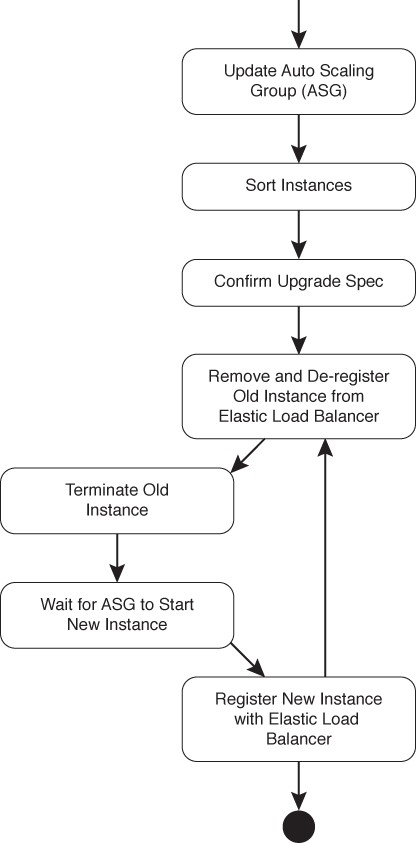 Update Auto Scaling
Group (ASG)
Sort Instances
Confirm Upgrade Spec
Remove and De-register
Old Instance from
Elastic Load Balancer
Terminate Old
Instance
Wait for ASG to Start
New Instance
Register New Instance
with Elastic Load
Balancer